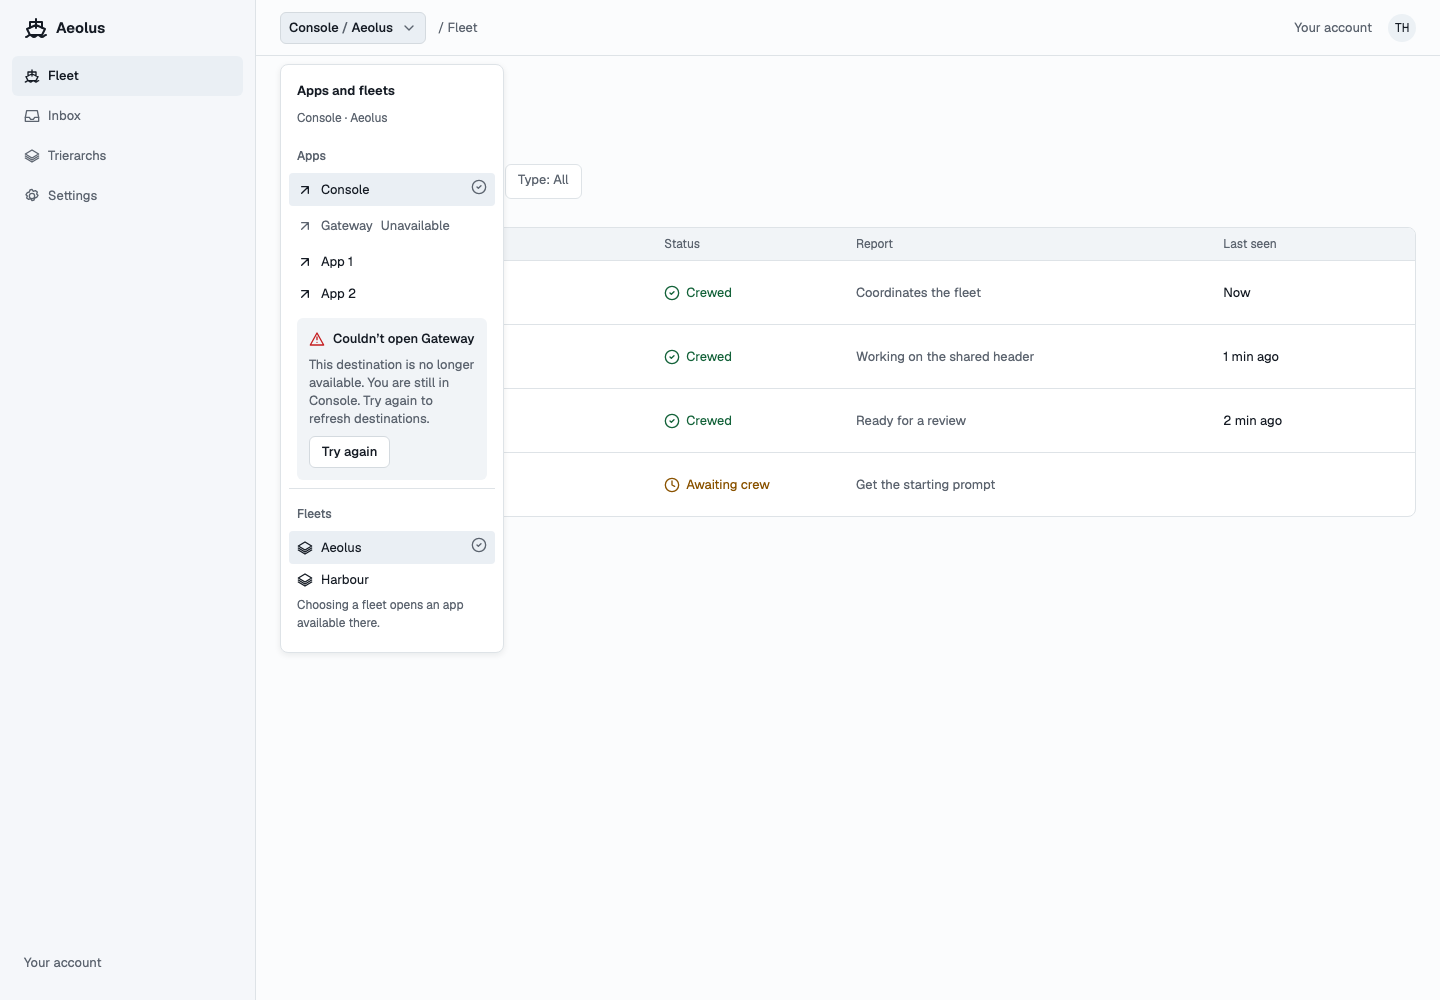 Aeolus
Fleet
Inbox
Trierarchs
Settings
Your account
Console / Aeolus
/ Fleet
Your account
TH
Apps and fleets
Console · Aeolus
Apps
Console
Gateway Unavailable
App 1
App 2
Couldn't open Gateway
This destination is no longer
available. You are still in
Console. Try again to
refresh destinations.
Try again
Fleets
Aeolus
Harbour
Choosing a fleet opens an app
available there.
Type: All
Status Report Last seen
Crewed Coordinates the fleet Now
Crewed Working on the shared header 1 min ago
Crewed Ready for a review 2 min ago
Awaiting crew Get the starting prompt